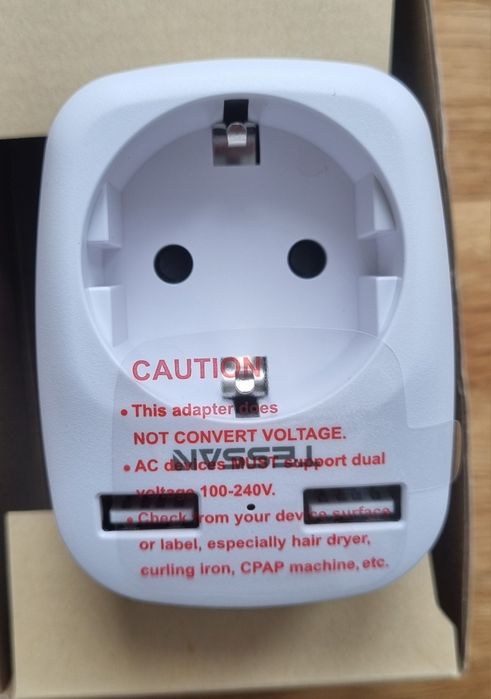 CAUTION
• This adapter does
NOT CONVERT VOLTAGE.
TESSAN
• AC devices MUST support dual
voltage 100-240V.
• Check from your device surface
or label, especially hair dryer,
curling iron, CPAP machine, etc.